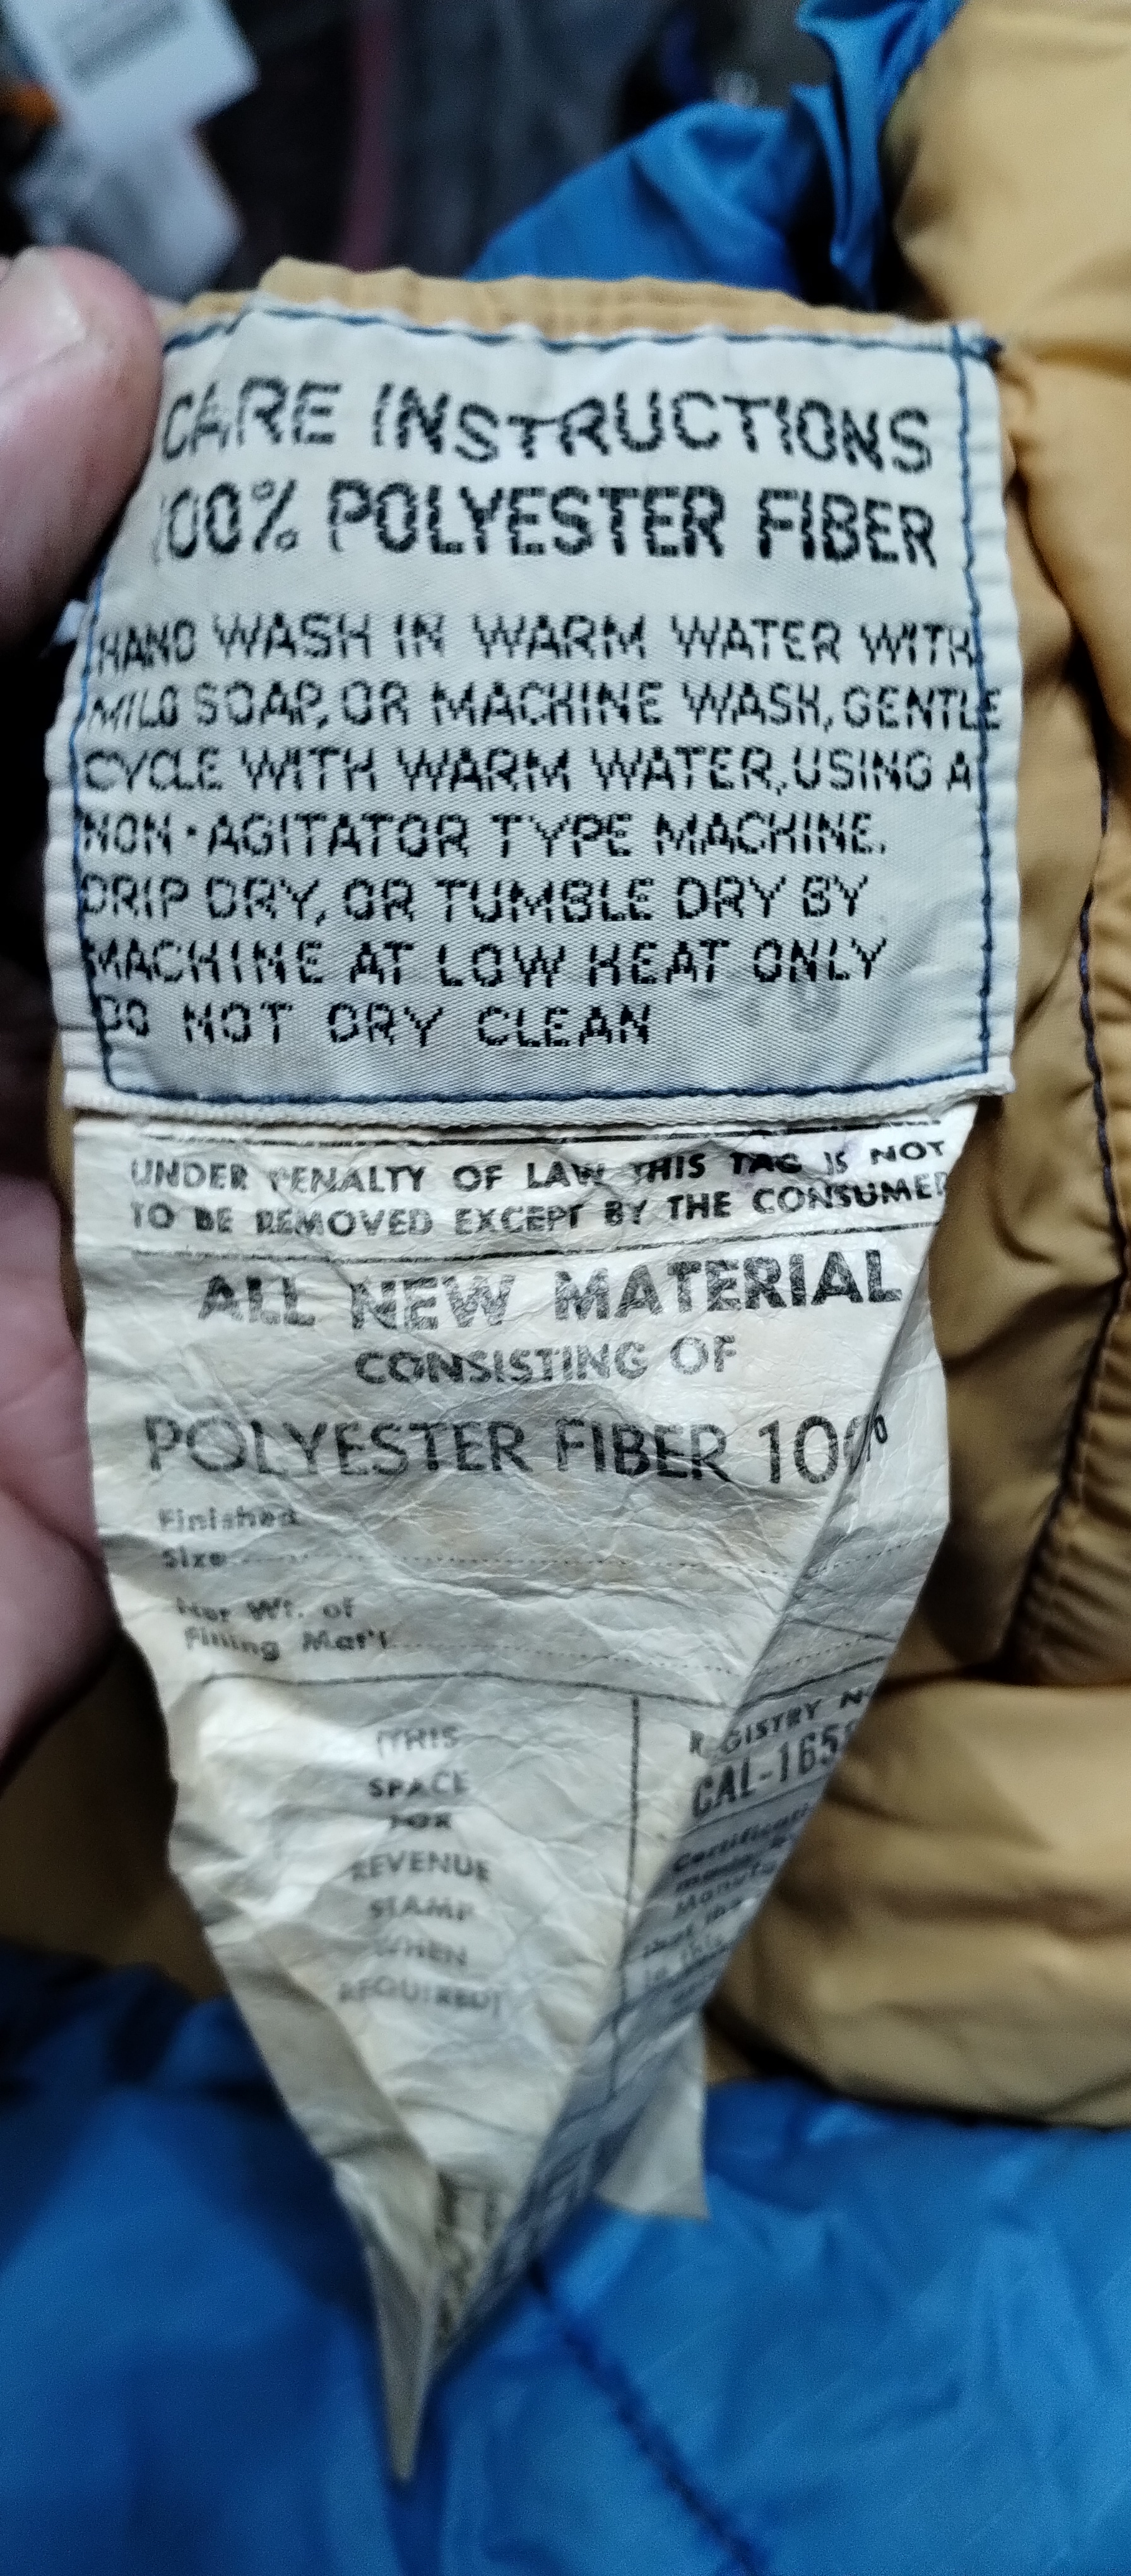 CARE INSTRUCTIONS
100% POLYESTER FIBER
HAND WASH IN WARM WATER WITH
MILD SOAP, OR MACHINE WASH, GENTLE
CYCLE WITH WARM WATER, USING A
NON-AGITATOR TYPE MACHINE.
DRIP DRY, OR TUMBLE DRY BY
MACHINE AT LOW HEAT ONLY
DO NOT DRY CLEAN
UNDER PENALTY OF LAW THIS TAG IS NOT
TO BE REMOVED EXCEPT BY THE CONSUMER
ALL NEW MATERIAL
CONSISTING OF
POLYESTER FIBER 100%
Finished
Size
Net Wt. of
Filling Mat'l
(THIS
SPACE
FOR
REVENUE
STAMP
WHEN
REQUIRED)
REGISTRY
CAL-165